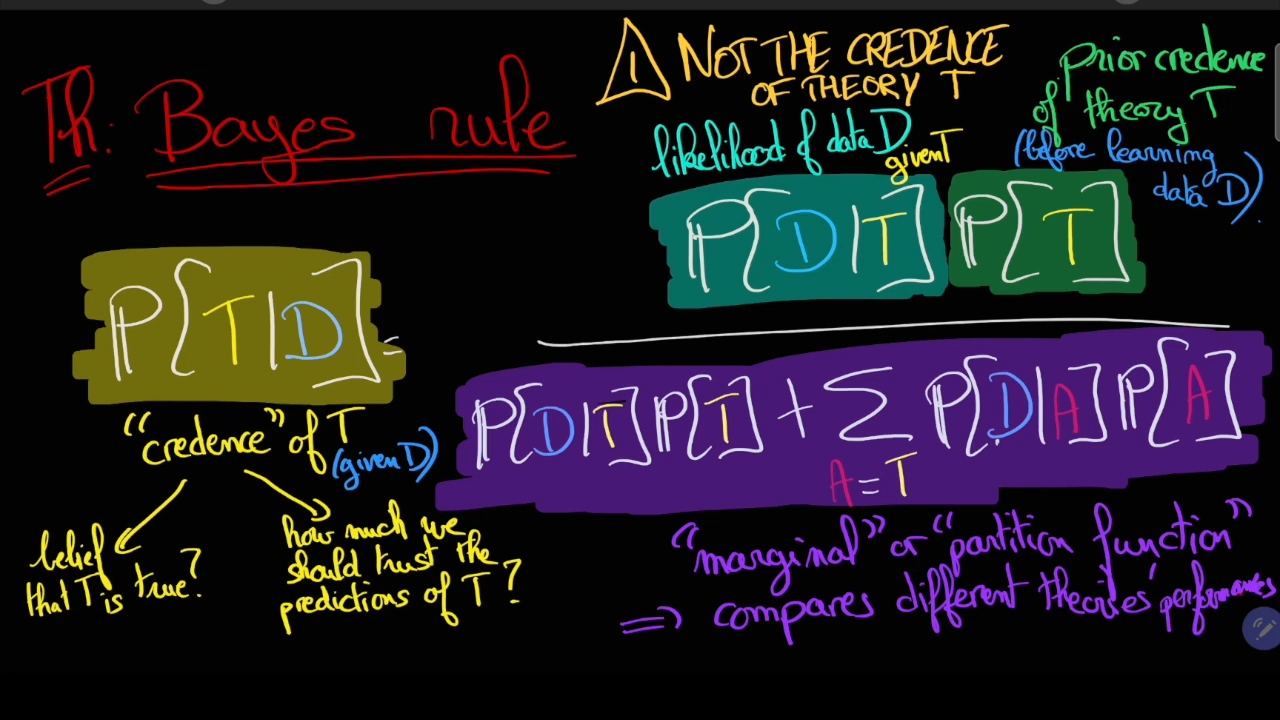 Th: Bayes rule
! NOT THE CREDENCE
OF THEORY T
likelihood of data D
given T
prior credence
of theory T
(before learning
data D).
P[D|T] P[T]
P[T|D] =
P[D|T] P[T] + Σ P[D|A] P[A]
A = T
"credence" of T
(given D)
belief
that T is true?
how much we
should trust the
predictions of T?
"marginal" or "partition function"
⇒ compares different theories' performances